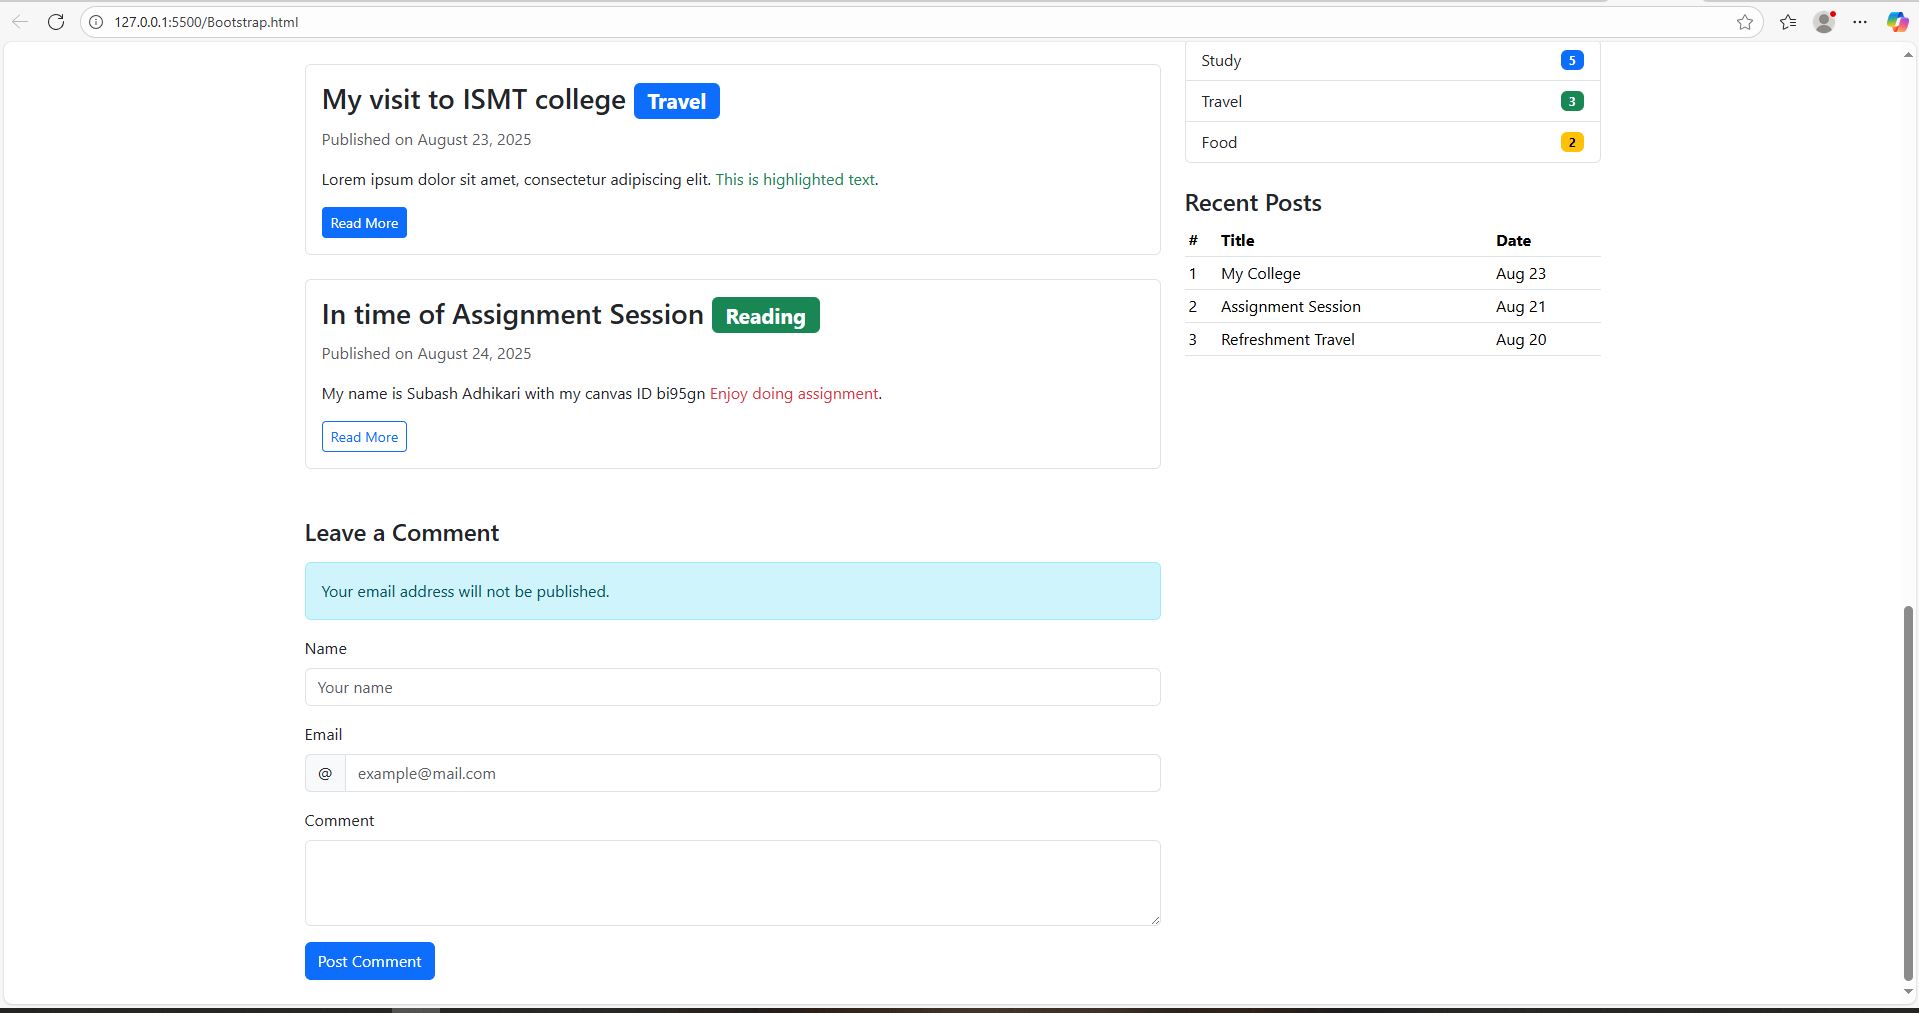 127.0.0.1:5500/Bootstrap.html
My visit to ISMT college Travel
Published on August 23, 2025
Lorem ipsum dolor sit amet, consectetur adipiscing elit. This is highlighted text.
Read More
In time of Assignment Session Reading
Published on August 24, 2025
My name is Subash Adhikari with my canvas ID bi95gn Enjoy doing assignment.
Read More
Leave a Comment
Your email address will not be published.
Name
Your name
Email
@ example@mail.com
Comment
Post Comment
Study 5
Travel 3
Food 2
Recent Posts
# Title Date
1 My College Aug 23
2 Assignment Session Aug 21
3 Refreshment Travel Aug 20